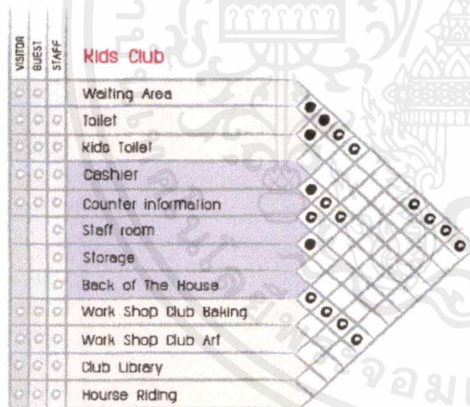 VISITOR
GUEST
STAFF
Kids Club
Waiting Area
Toilet
Kids Toilet
Cashier
Counter information
Staff room
Storage
Back of The House
Work Shop Club Baking
Work Shop Club Art
Club Library
Hourse Riding